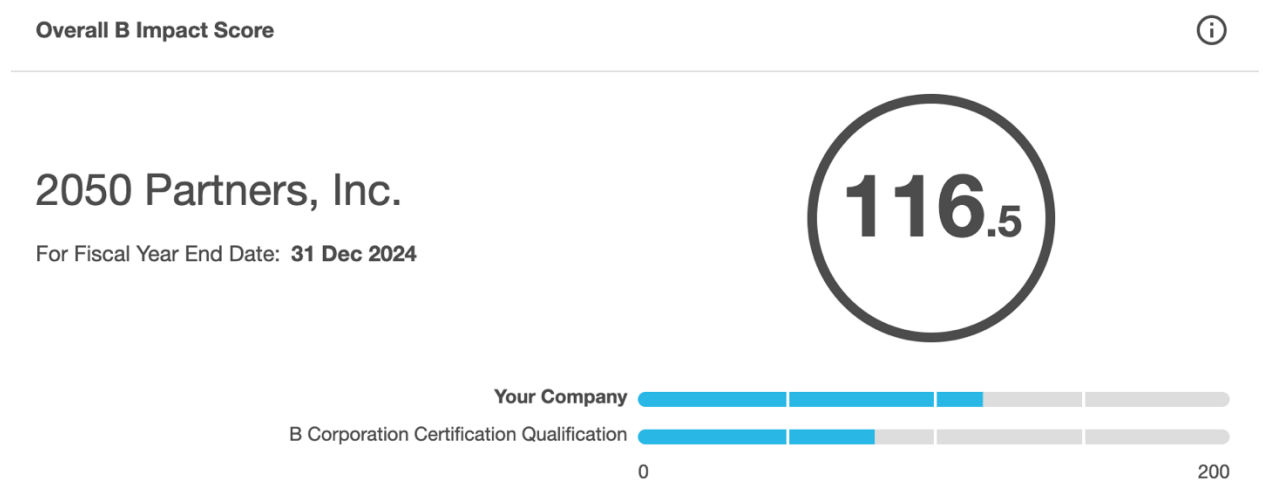 Overall B Impact Score
2050 Partners, Inc.
For Fiscal Year End Date: 31 Dec 2024
116.5
Your Company
B Corporation Certification Qualification
0 200